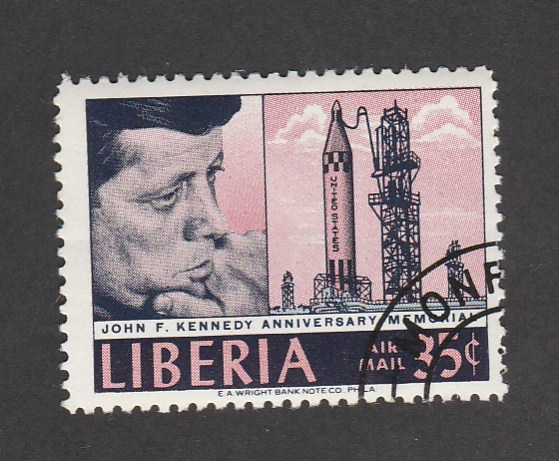 UNITED STATES
JOHN F. KENNEDY ANNIVERSARY MEMORIAL
LIBERIA AIR MAIL 35¢
E.A. WRIGHT BANK NOTE CO., PHILA.
MONR